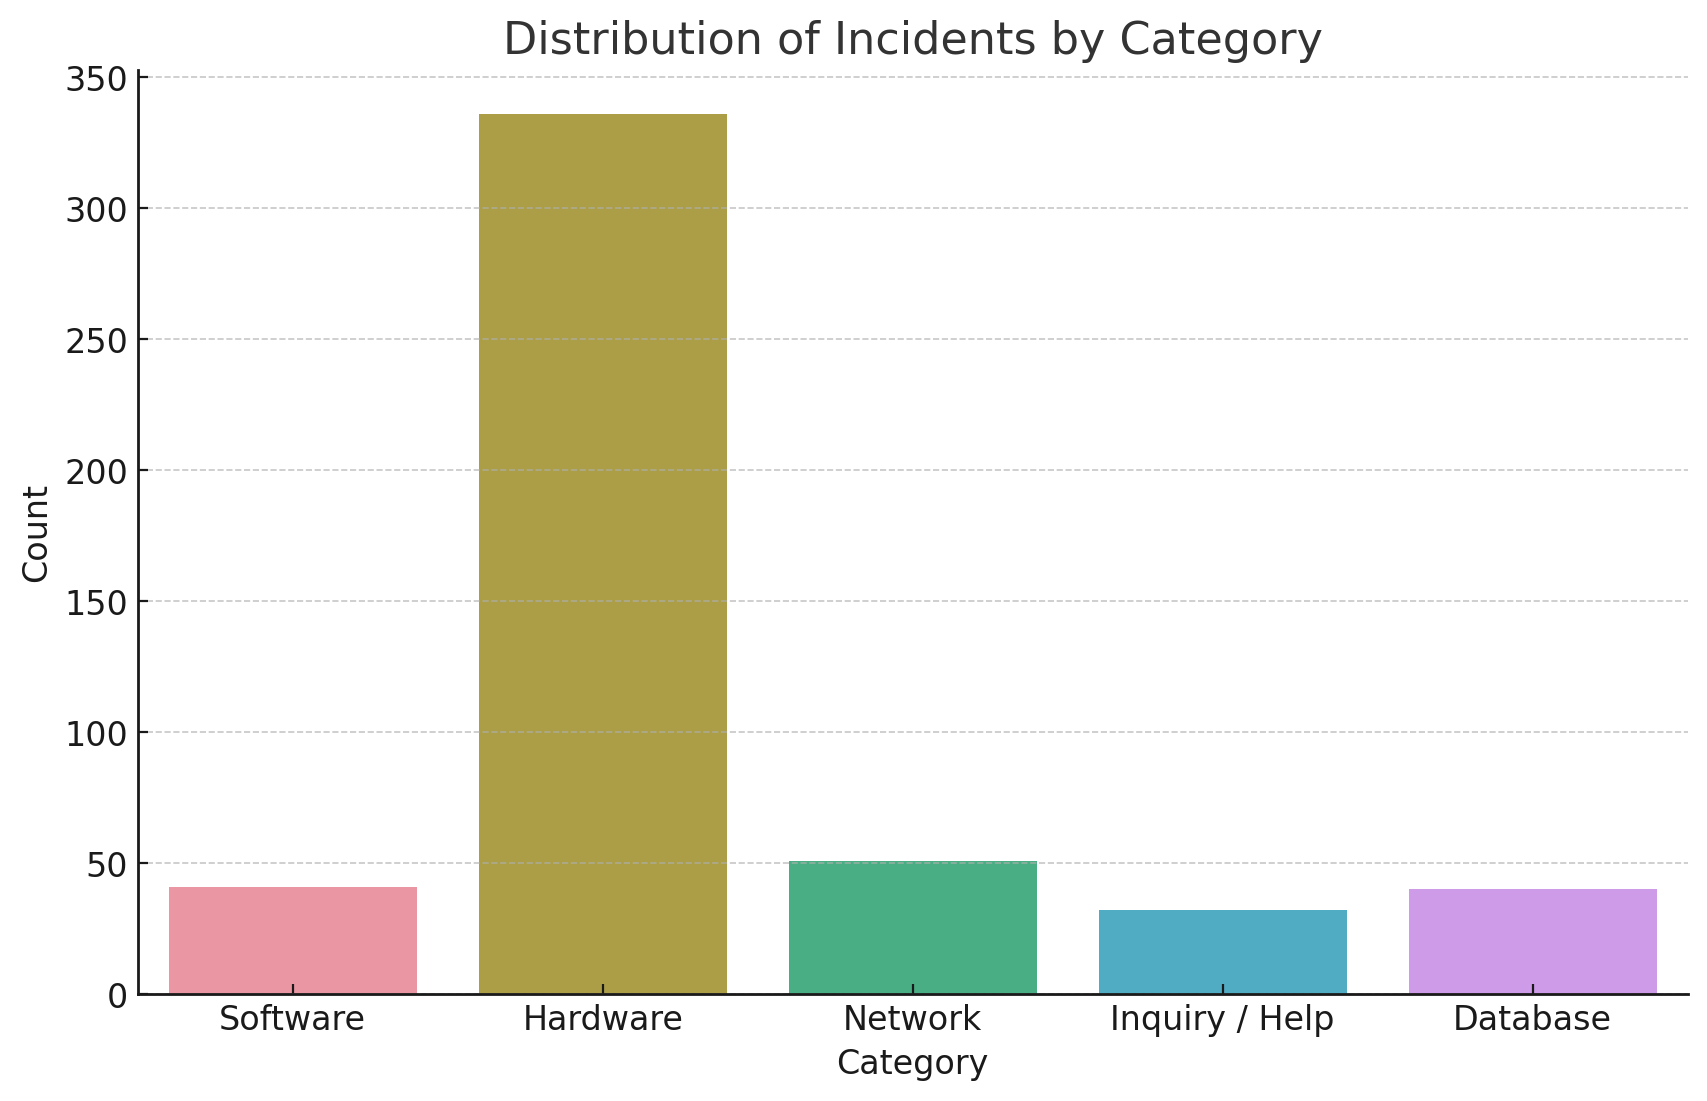 Distribution of Incidents by Category
350
300
250
200
150
100
50
0
Count
Software Hardware Network Inquiry / Help Database
Category